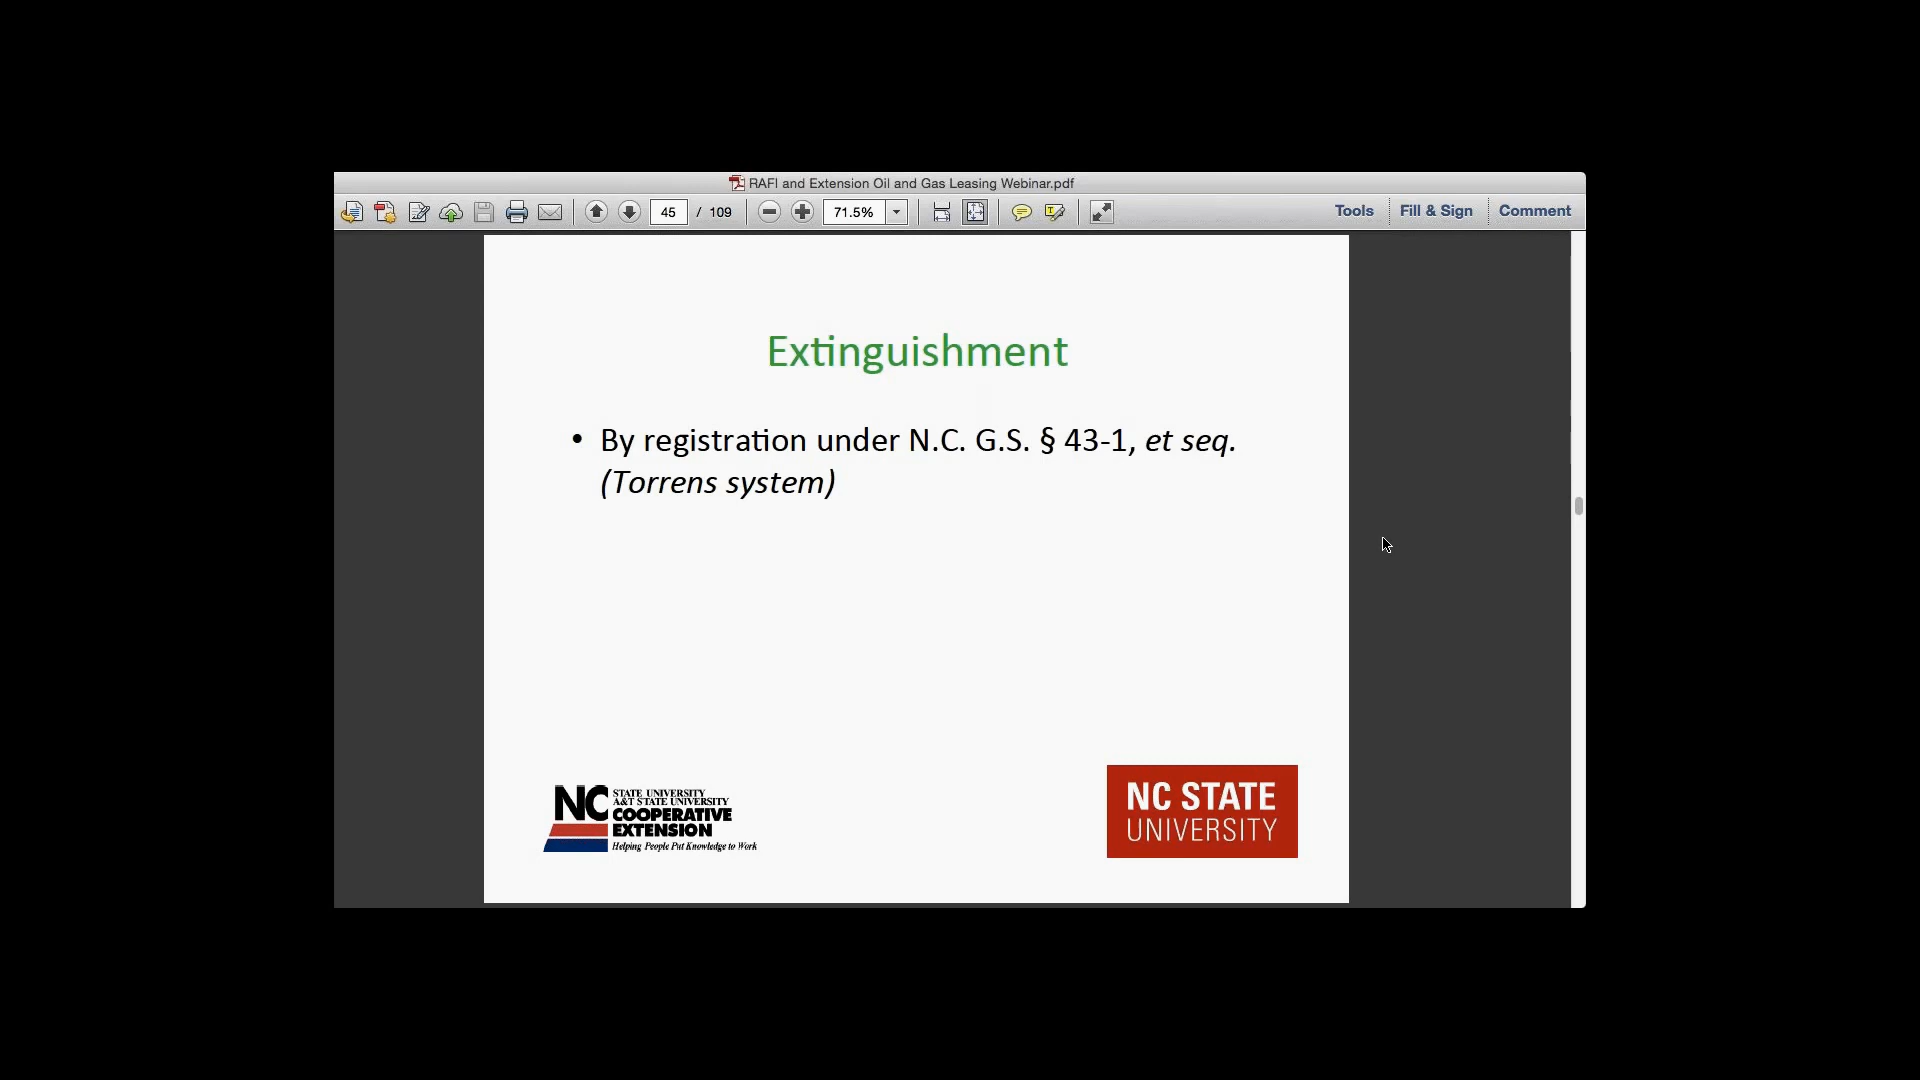 RAFI and Extension Oil and Gas Leasing Webinar.pdf
45 / 109 71.5% Tools Fill & Sign Comment
Extinguishment
• By registration under N.C. G.S. § 43-1, et seq.
(Torrens system)
NC STATE UNIVERSITY
A&T STATE UNIVERSITY
COOPERATIVE
EXTENSION
Helping People Put Knowledge to Work
NC STATE
UNIVERSITY